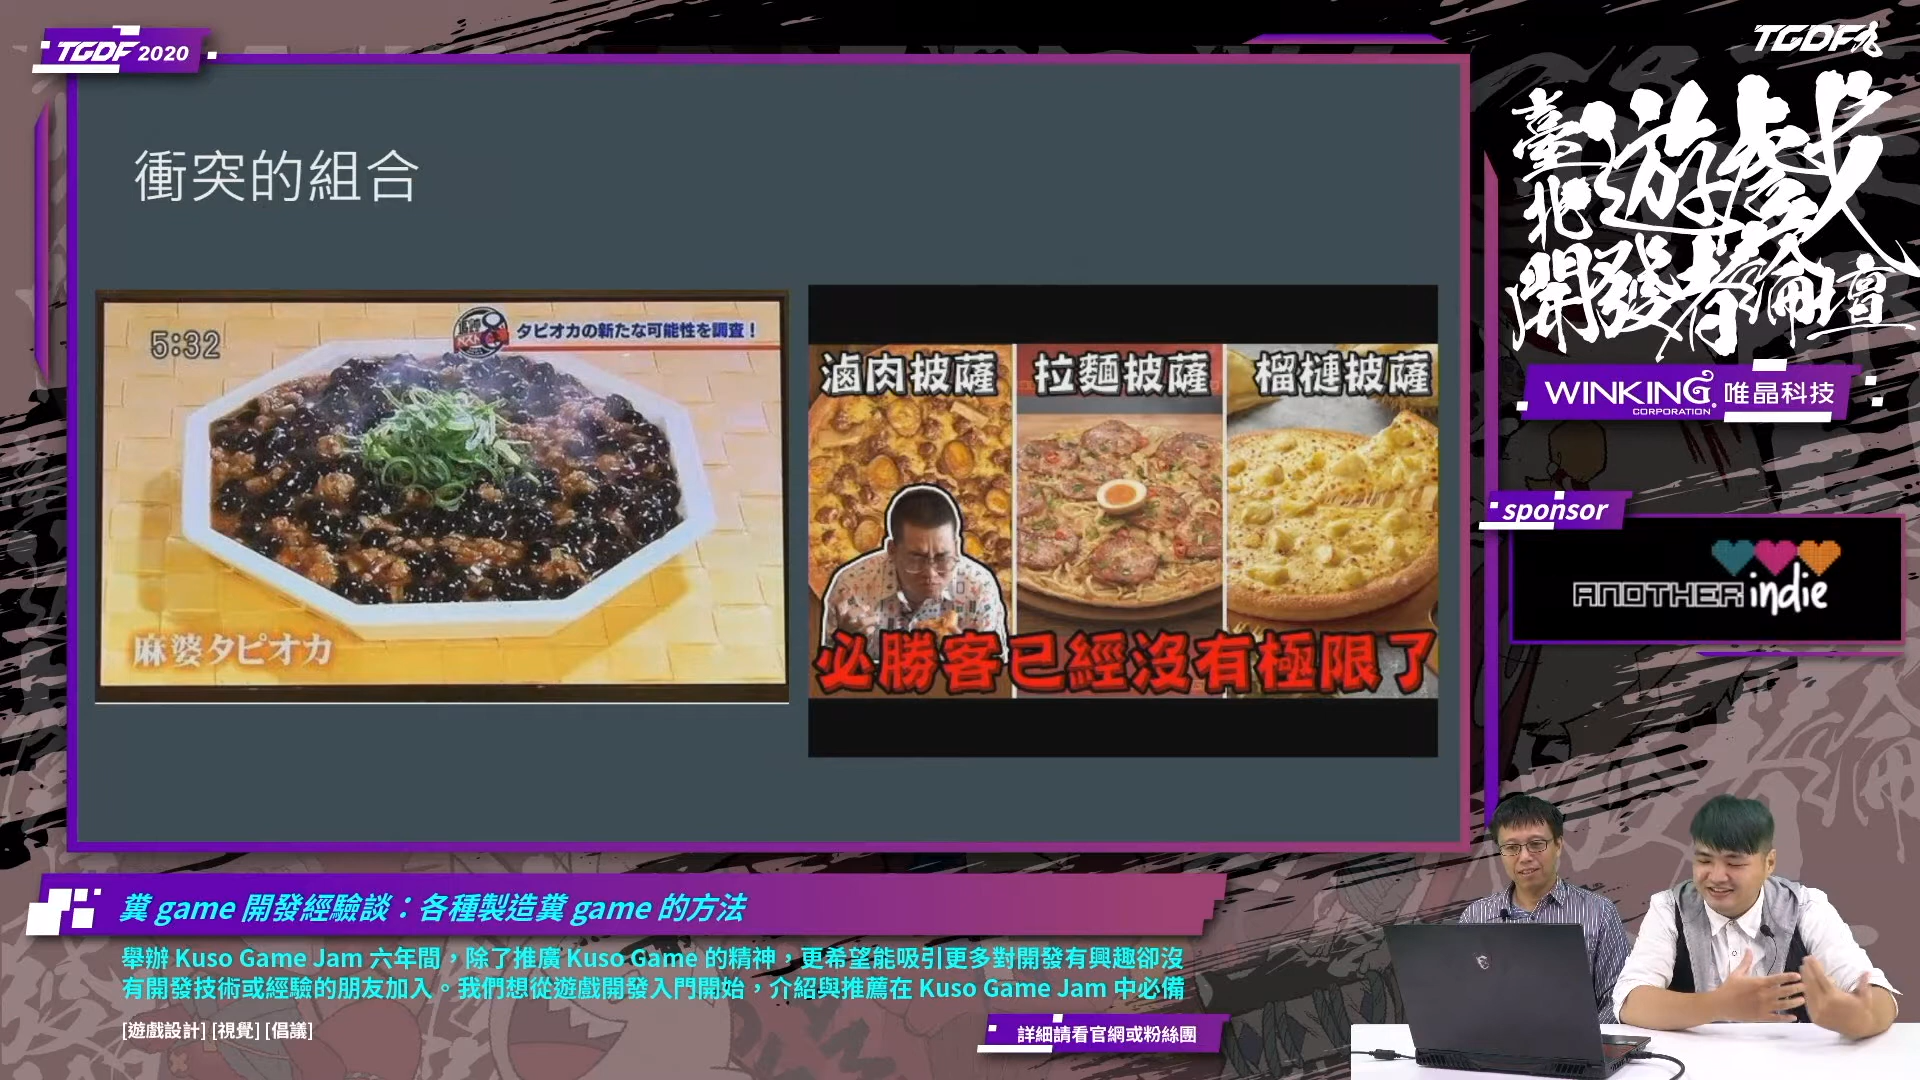 TGDF 2020
衝突的組合
5:32
タピオカの新たな可能性を調査！
麻婆タピオカ
滷肉披薩
拉麵披薩
榴槤披薩
必勝客已經沒有極限了
TGDF
臺北遊戲
開發者論壇
WINKING
CORPORATION
唯晶科技
sponsor
ANOTHER indie
糞 game 開發經驗談：各種製造糞 game 的方法
舉辦 Kuso Game Jam 六年間，除了推廣 Kuso Game 的精神，更希望能吸引更多對開發有興趣卻沒
有開發技術或經驗的朋友加入。我們想從遊戲開發入門開始，介紹與推薦在 Kuso Game Jam 中必備
[遊戲設計] [視覺] [倡議]
詳細請看官網或粉絲團